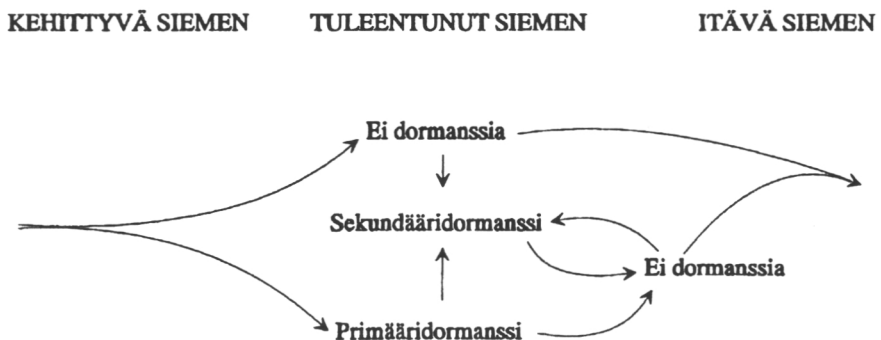 KEHITTYVÄ SIEMEN TULEENTUNUT SIEMEN ITÄVÄ SIEMEN
Ei dormanssia
Sekundääridormanssi
Ei dormanssia
Primääridormanssi